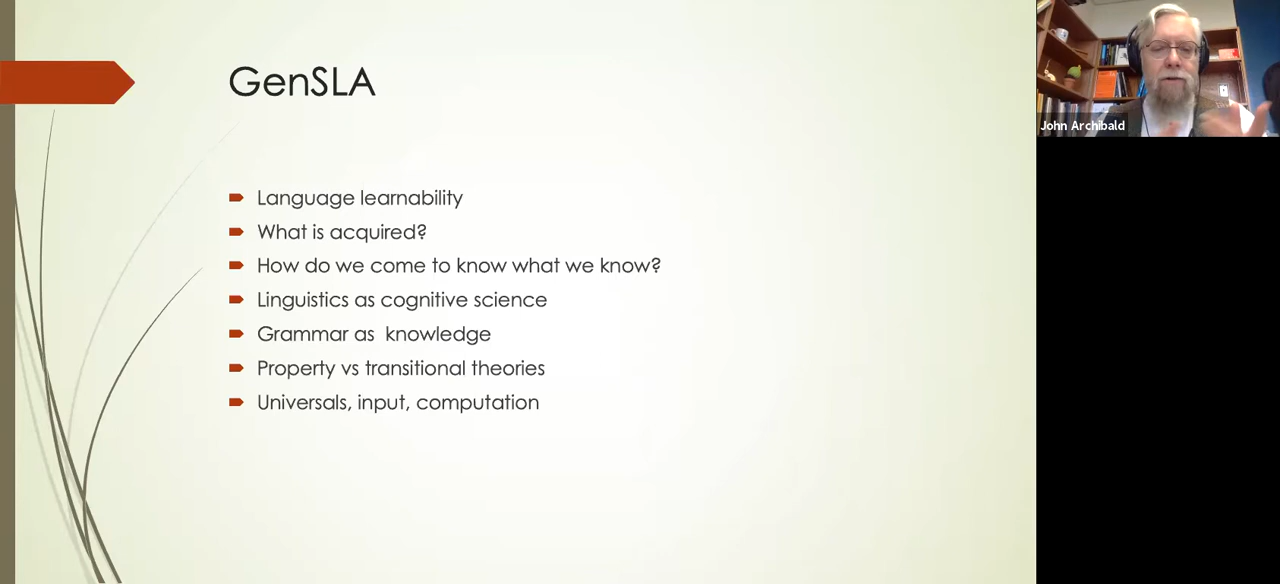 GenSLA
Language learnability
What is acquired?
How do we come to know what we know?
Linguistics as cognitive science
Grammar as  knowledge
Property vs transitional theories
Universals, input, computation
John Archibald